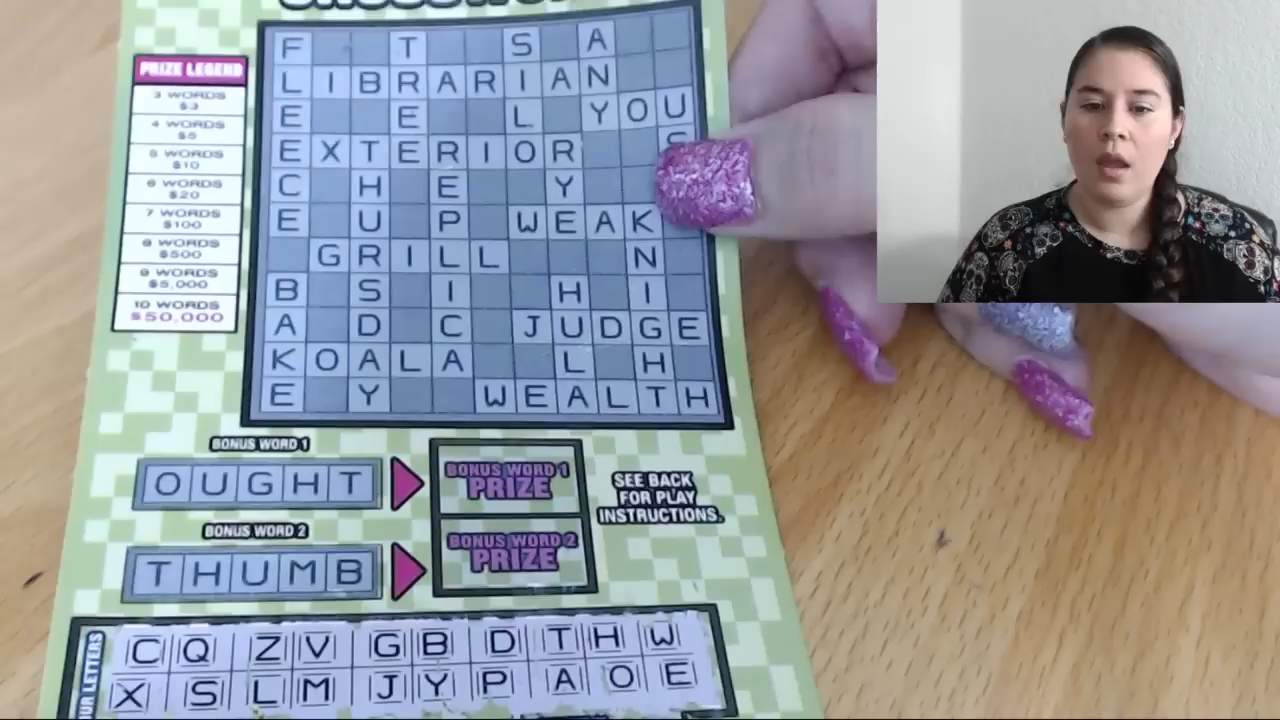 PRIZE LEGEND
3 WORDS
$3
4 WORDS
$5
5 WORDS
$10
6 WORDS
$20
7 WORDS
$100
8 WORDS
$500
9 WORDS
$5,000
10 WORDS
$50,000
F T S A
LIBRARIAN N
E E L YOU
EXTERIOR S
C H E Y
E U P WEAK
GRILL N
B S I H I
A D C JUDGE
KOALA L H
E Y WEALTH
BONUS WORD 1
OUGHT
BONUS WORD 1
PRIZE
BONUS WORD 2
THUMB
BONUS WORD 2
PRIZE
SEE BACK
FOR PLAY
INSTRUCTIONS.
LETTERS
C Q Z V G B D T H W
X S L M J Y P A O E